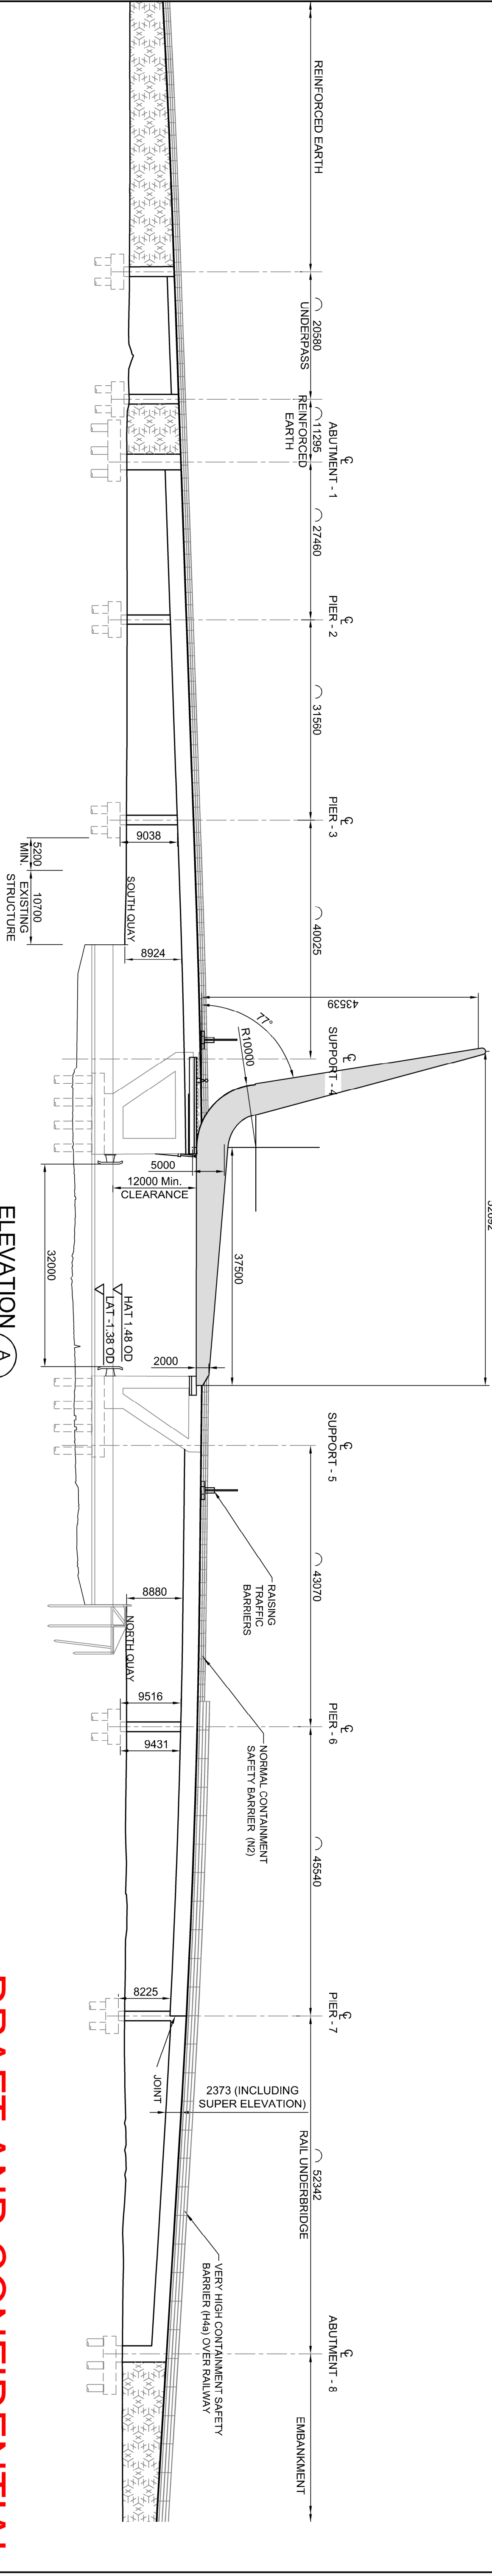 REINFORCED EARTH
20580
UNDERPASS
11295
REINFORCED
EARTH
℄
ABUTMENT - 1
27460
℄
PIER - 2
31560
℄
PIER - 3
40025
℄
SUPPORT - 4
℄
SUPPORT - 5
43070
℄
PIER - 6
45540
℄
PIER - 7
52342
RAIL UNDERBRIDGE
℄
ABUTMENT - 8
EMBANKMENT
43539
77°
R10000
37500
5000
12000 Min.
CLEARANCE
2000
32000
HAT 1.48 OD
LAT -1.38 OD
9038
5200
MIN.
10700
EXISTING
STRUCTURE
SOUTH QUAY
8924
RAISING
TRAFFIC
BARRIERS
8880
NORTH QUAY
9516
9431
NORMAL CONTAINMENT
SAFETY BARRIER (N2)
8225
JOINT
2373 (INCLUDING
SUPER ELEVATION)
VERY HIGH CONTAINMENT SAFETY
BARRIER (H4a) OVER RAILWAY
ELEVATION A
DRAFT AND CONFIDENTIAL